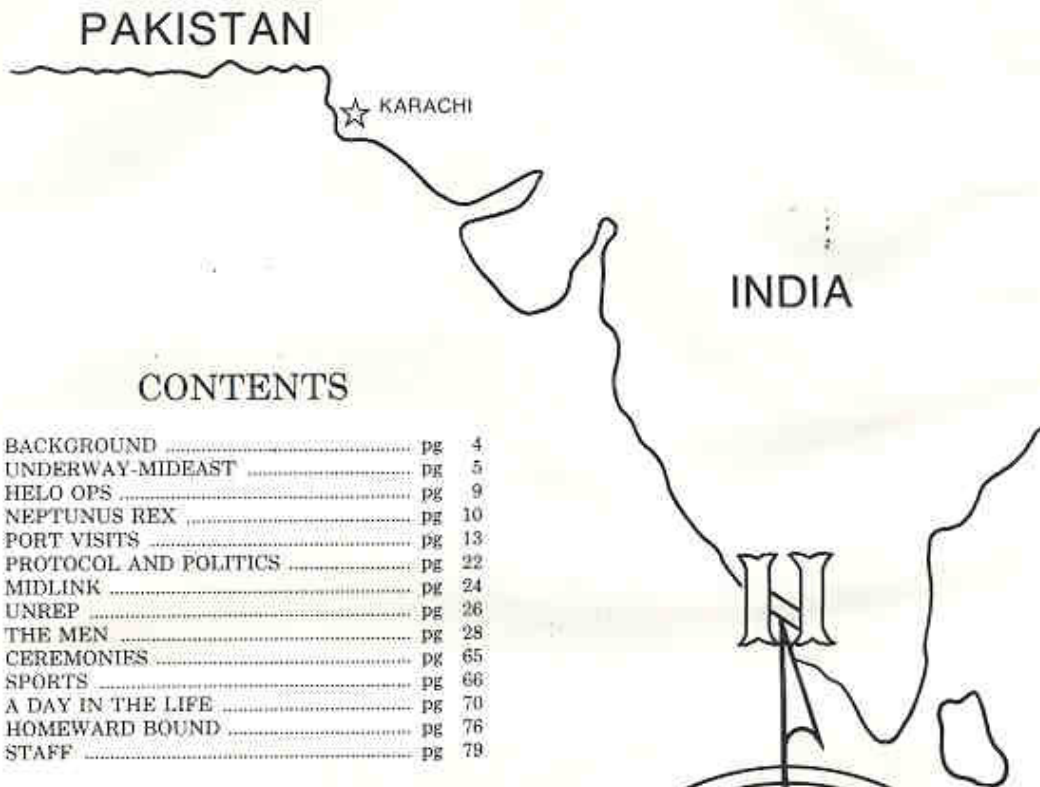 PAKISTAN
KARACHI
INDIA
CONTENTS
BACKGROUND ........ pg 4
UNDERWAY-MIDEAST ........ pg 5
HELO OPS ........ pg 9
NEPTUNUS REX ........ pg 10
PORT VISITS ........ pg 13
PROTOCOL AND POLITICS ........ pg 22
MIDLINK ........ pg 24
UNREP ........ pg 26
THE MEN ........ pg 28
CEREMONIES ........ pg 65
SPORTS ........ pg 66
A DAY IN THE LIFE ........ pg 70
HOMEWARD BOUND ........ pg 76
STAFF ........ pg 79
N